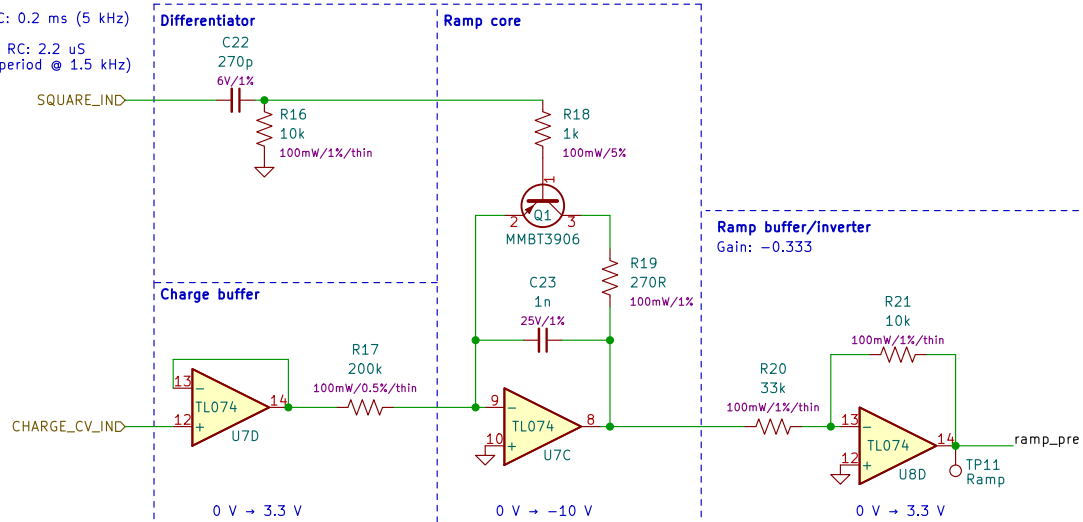 C: 0.2 ms (5 kHz)
RC: 2.2 uS
period @ 1.5 kHz)
Differentiator
Ramp core
C22
270p
6V/1%
SQUARE_IN
R16
10k
100mW/1%/thin
R18
1k
100mW/5%
1
2
Q1
3
MMBT3906
Ramp buffer/inverter
Gain: −0.333
R19
270R
100mW/1%
C23
1n
25V/1%
Charge buffer
R21
10k
100mW/1%/thin
R17
200k
100mW/0.5%/thin
R20
33k
100mW/1%/thin
13
−
TL074
14
12
+
U7D
CHARGE_CV_IN
9
−
TL074
8
10
+
U7C
13
−
TL074
14
12
+
U8D
ramp_pre
TP11
Ramp
0 V → 3.3 V
0 V → −10 V
0 V → 3.3 V